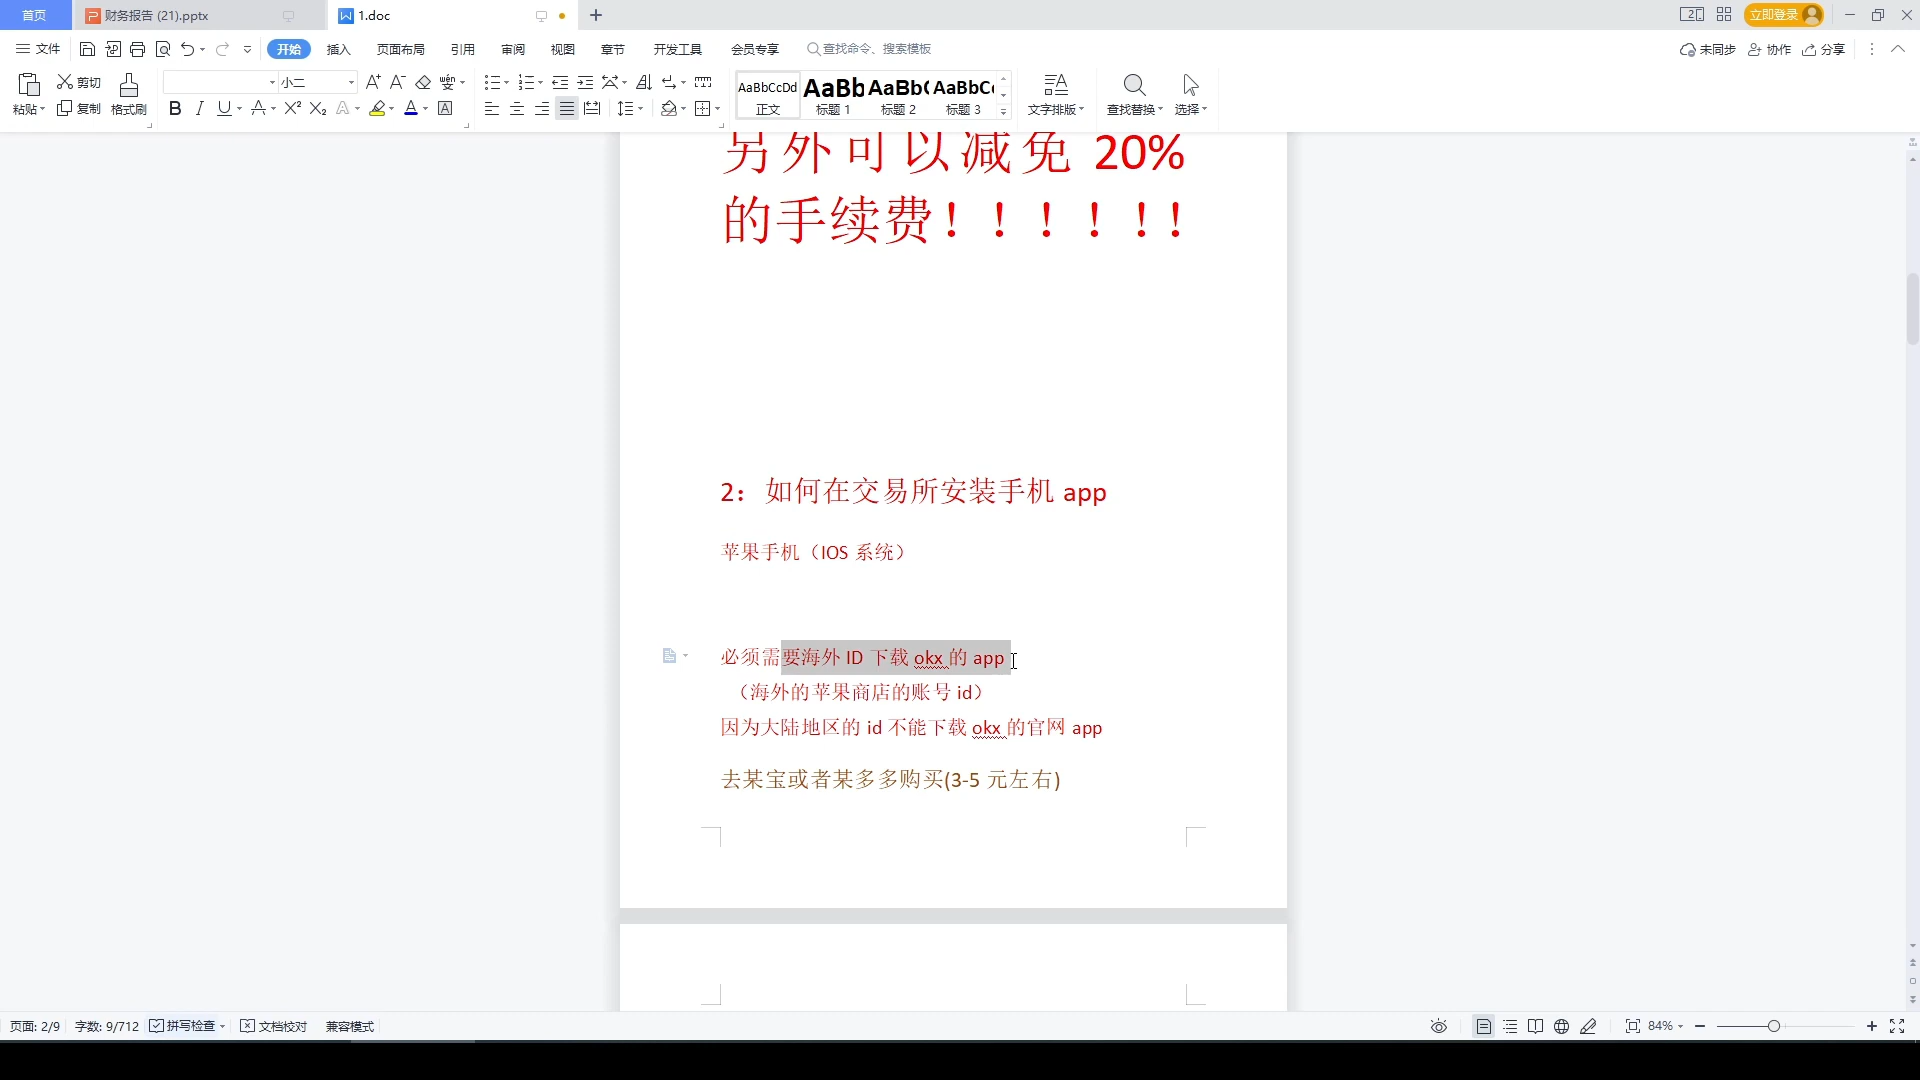 首页
财务报告 (21).pptx
1.doc
立即登录
文件
开始
插入
页面布局
引用
审阅
视图
章节
开发工具
会员专享
查找命令、搜索模板
未同步
协作
分享
粘贴
剪切
复制
格式刷
小二
AaBbCcDd
正文
AaBb
标题 1
AaBb(
标题 2
AaBbC
标题 3
文字排版
查找替换
选择
另外可以减免 20%
的手续费！！！！！！
2：如何在交易所安装手机 app
苹果手机（IOS 系统）
必须需要海外 ID 下载 okx 的 app
（海外的苹果商店的账号 id）
因为大陆地区的 id 不能下载 okx 的官网 app
去某宝或者某多多购买(3-5 元左右)
页面: 2/9
字数: 9/712
拼写检查
文档校对
兼容模式
84%